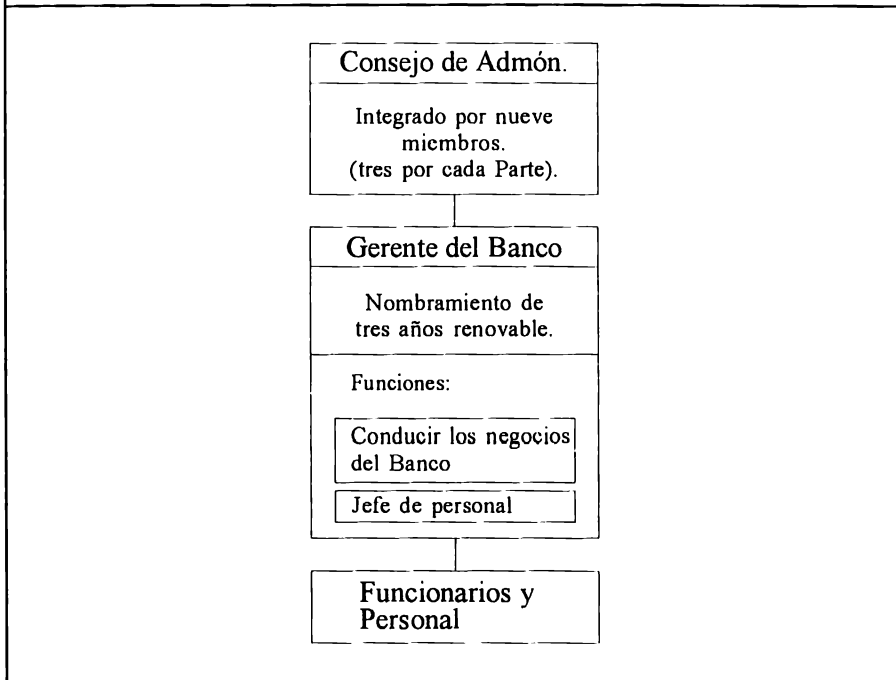 Consejo de Admón.
Integrado por nueve
miembros.
(tres por cada Parte).
Gerente del Banco
Nombramiento de
tres años renovable.
Funciones:
Conducir los negocios
del Banco
Jefe de personal
Funcionarios y
Personal